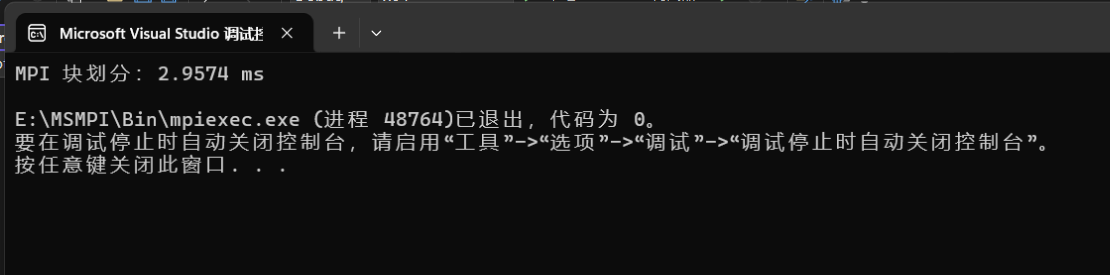 Microsoft Visual Studio 调试控
MPI 块划分: 2.9574 ms
E:\MSMPI\Bin\mpiexec.exe (进程 48764)已退出，代码为 0。
要在调试停止时自动关闭控制台，请启用“工具”->“选项”->“调试”->“调试停止时自动关闭控制台”。
按任意键关闭此窗口. . .